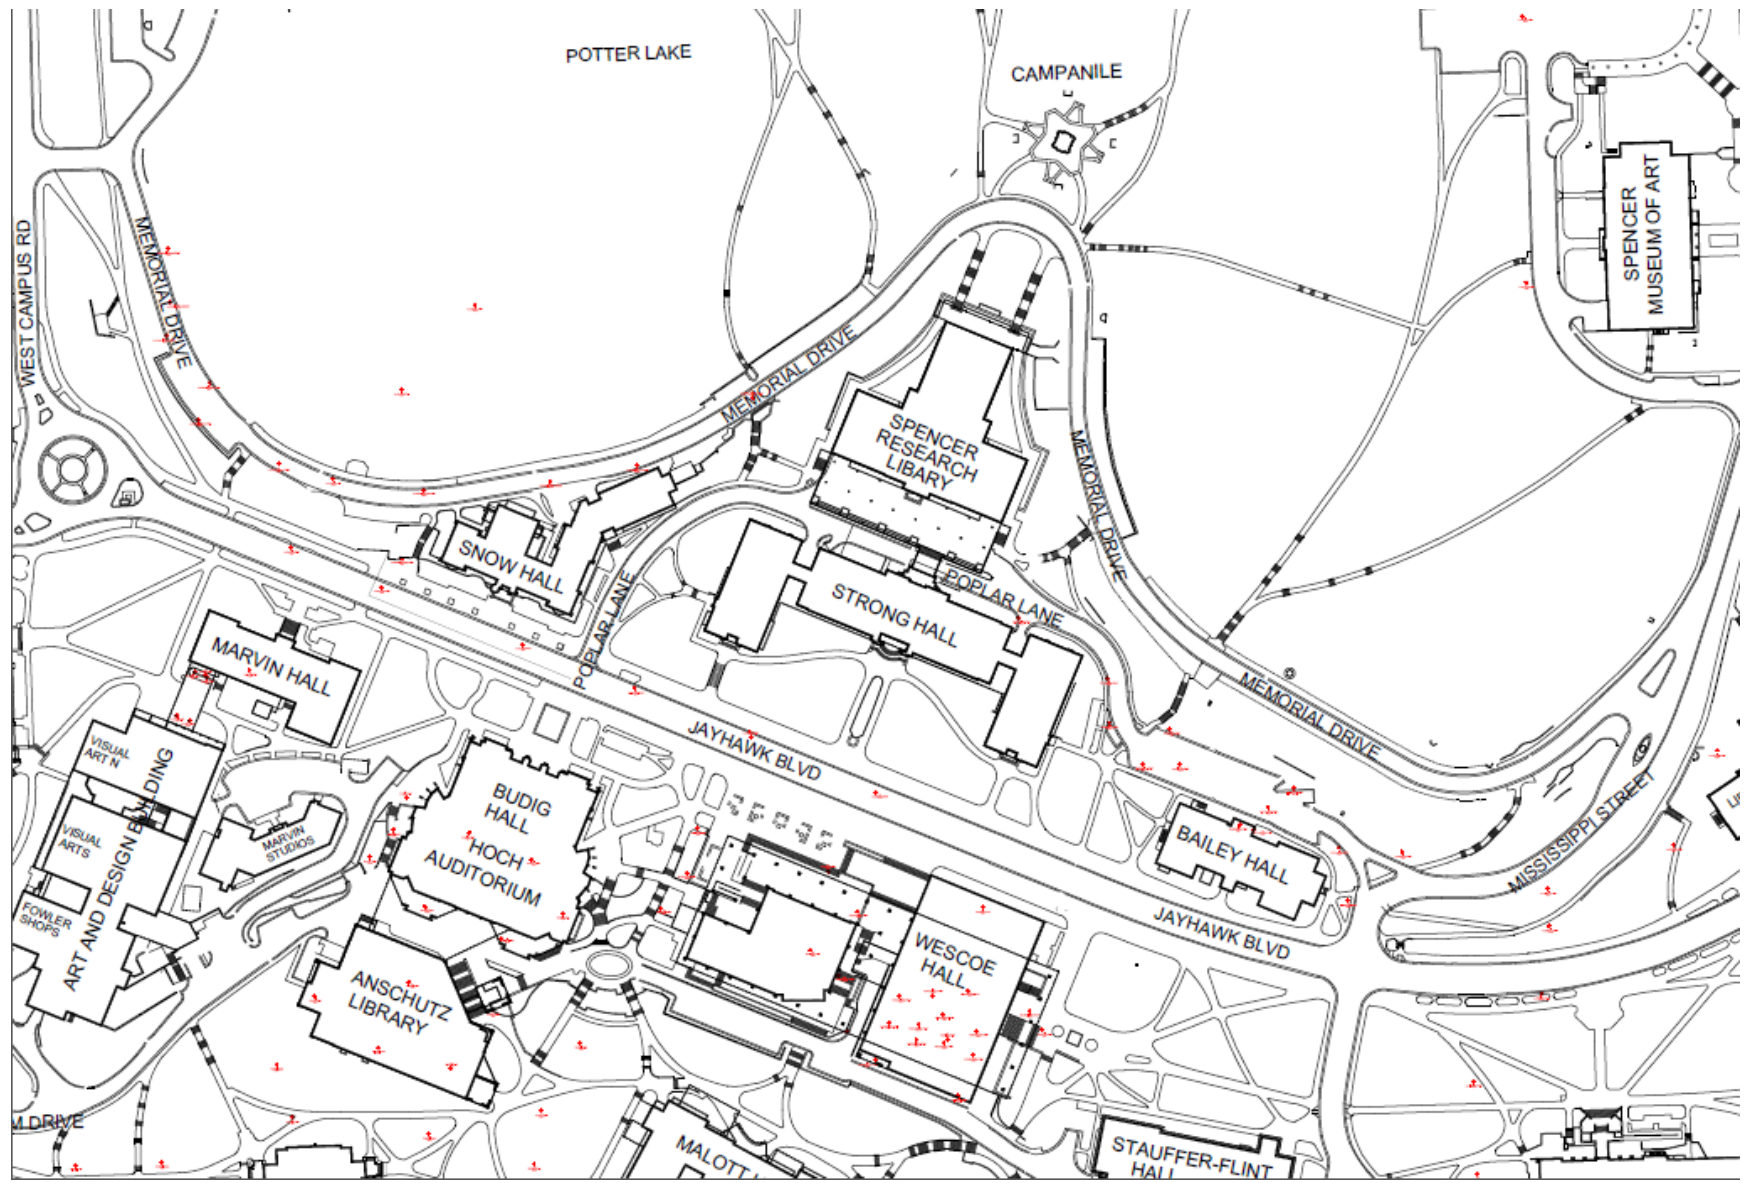 POTTER LAKE
CAMPANILE
SPENCER
MUSEUM OF ART
WEST CAMPUS RD
MEMORIAL DRIVE
MEMORIAL DRIVE
SPENCER
RESEARCH
LIBARY
MEMORIAL DRIVE
SNOW HALL
POPLAR LANE
STRONG HALL
POPLAR LANE
MARVIN HALL
MEMORIAL DRIVE
JAYHAWK BLVD
VISUAL
ART N
ART AND DESIGN BUILDING
BUDIG
HALL
HOCH
AUDITORIUM
VISUAL
ARTS
MARVIN
STUDIOS
BAILEY HALL
MISSISSIPPI STREET
FOWLER
SHOPS
JAYHAWK BLVD
WESCOE
HALL
ANSCHUTZ
LIBRARY
M DRIVE
MALOTT
STAUFFER-FLINT
HALL